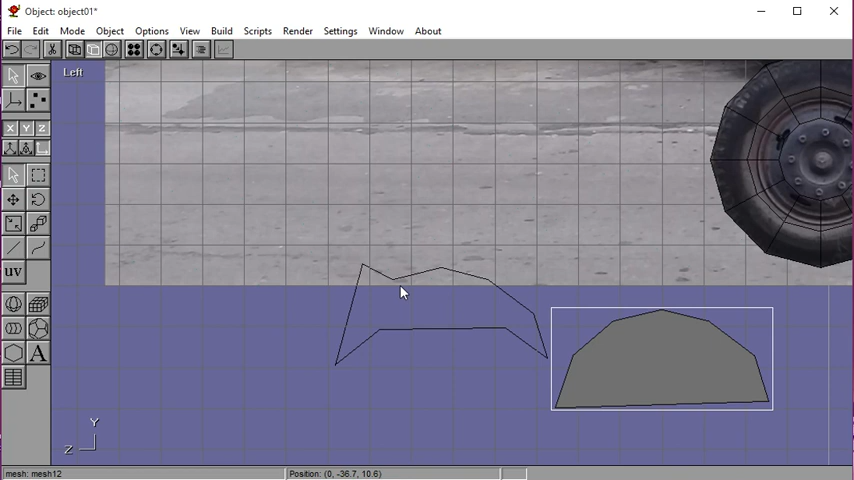 Object: object01*
File Edit Mode Object Options View Build Scripts Render Settings Window About
Left
X Y Z
uv
A
Y
Z
mesh: mesh12 Position: (0, -36.7, 10.6)